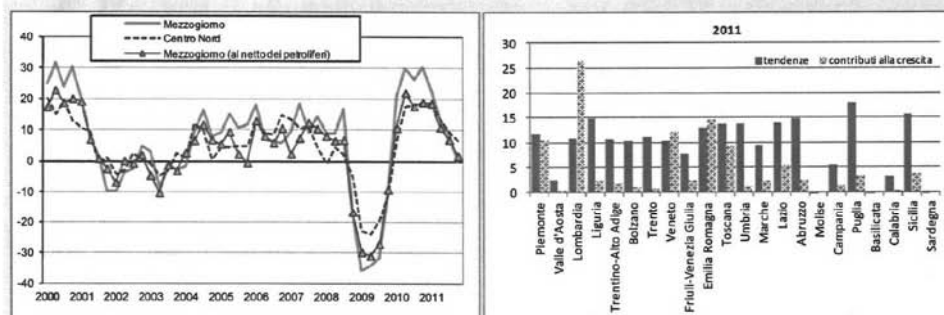 Mezzogiorno
Centro Nord
Mezzogiorno (al netto dei petroliferi)
40
30
20
10
0
-10
-20
-30
-40
2000 2001 2002 2003 2004 2005 2006 2007 2008 2009 2010 2011
2011
tendenze contributi alla crescita
30
25
20
15
10
5
0
Piemonte
Valle d'Aosta
Lombardia
Liguria
Trentino-Alto Adige
Bolzano
Trento
Veneto
Friuli-Venezia Giulia
Emilia Romagna
Toscana
Umbria
Marche
Lazio
Abruzzo
Molise
Campania
Puglia
Basilicata
Calabria
Sicilia
Sardegna